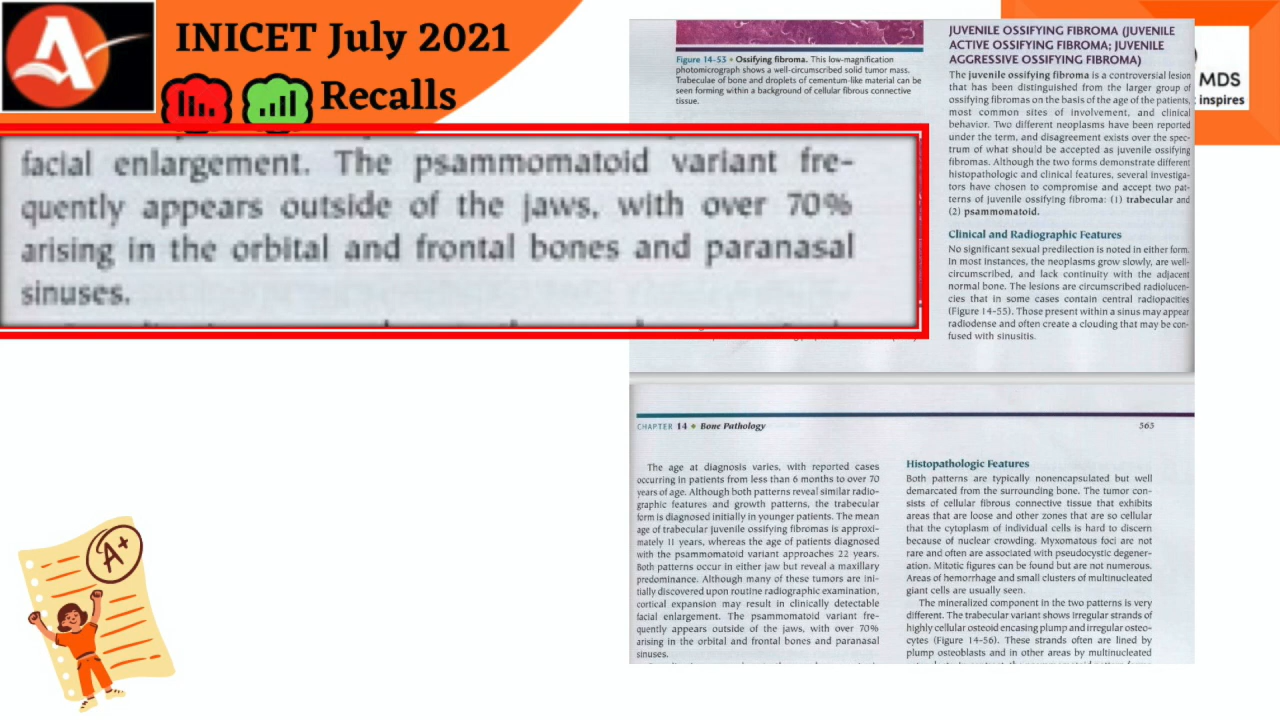 INICET July 2021
Recalls
MDS
inspires
facial enlargement. The psammomatoid variant fre-
quently appears outside of the jaws, with over 70%
arising in the orbital and frontal bones and paranasal
sinuses.
Figure 14-53 • Ossifying fibroma. This low-magnification
photomicrograph shows a well-circumscribed solid tumor mass.
Trabeculae of bone and droplets of cementum-like material can be
seen forming within a background of cellular fibrous connective
tissue.
JUVENILE OSSIFYING FIBROMA (JUVENILE
ACTIVE OSSIFYING FIBROMA; JUVENILE
AGGRESSIVE OSSIFYING FIBROMA)
The juvenile ossifying fibroma is a controversial lesion
that has been distinguished from the larger group of
ossifying fibromas on the basis of the age of the patients,
most common sites of involvement, and clinical
behavior. Two different neoplasms have been reported
under the term, and disagreement exists over the spec-
trum of what should be accepted as juvenile ossifying
fibromas. Although the two forms demonstrate different
histopathologic and clinical features, several investiga-
tors have chosen to compromise and accept two pat-
terns of juvenile ossifying fibroma: (1) trabecular and
(2) psammomatoid.
Clinical and Radiographic Features
No significant sexual predilection is noted in either form.
In most instances, the neoplasms grow slowly, are well-
circumscribed, and lack continuity with the adjacent
normal bone. The lesions are circumscribed radiolucen-
cies that in some cases contain central radiopacities
(Figure 14-55). Those present within a sinus may appear
radiodense and often create a clouding that may be con-
fused with sinusitis.
CHAPTER 14 • Bone Pathology 563
The age at diagnosis varies, with reported cases
occurring in patients from less than 6 months to over 70
years of age. Although both patterns reveal similar radio-
graphic features and growth patterns, the trabecular
form is diagnosed initially in younger patients. The mean
age of trabecular juvenile ossifying fibromas is approxi-
mately 11 years, whereas the age of patients diagnosed
with the psammomatoid variant approaches 22 years.
Both patterns occur in either jaw but reveal a maxillary
predominance. Although many of these tumors are ini-
tially discovered upon routine radiographic examination,
cortical expansion may result in clinically detectable
facial enlargement. The psammomatoid variant fre-
quently appears outside of the jaws, with over 70%
arising in the orbital and frontal bones and paranasal
sinuses.
Histopathologic Features
Both patterns are typically nonencapsulated but well
demarcated from the surrounding bone. The tumor con-
sists of cellular fibrous connective tissue that exhibits
areas that are loose and other zones that are so cellular
that the cytoplasm of individual cells is hard to discern
because of nuclear crowding. Myxomatous foci are not
rare and often are associated with pseudocystic degener-
ation. Mitotic figures can be found but are not numerous.
Areas of hemorrhage and small clusters of multinucleated
giant cells are usually seen.
The mineralized component in the two patterns is very
different. The trabecular variant shows irregular strands of
highly cellular osteoid encasing plump and irregular osteo-
cytes (Figure 14-56). These strands often are lined by
plump osteoblasts and in other areas by multinucleated
A+